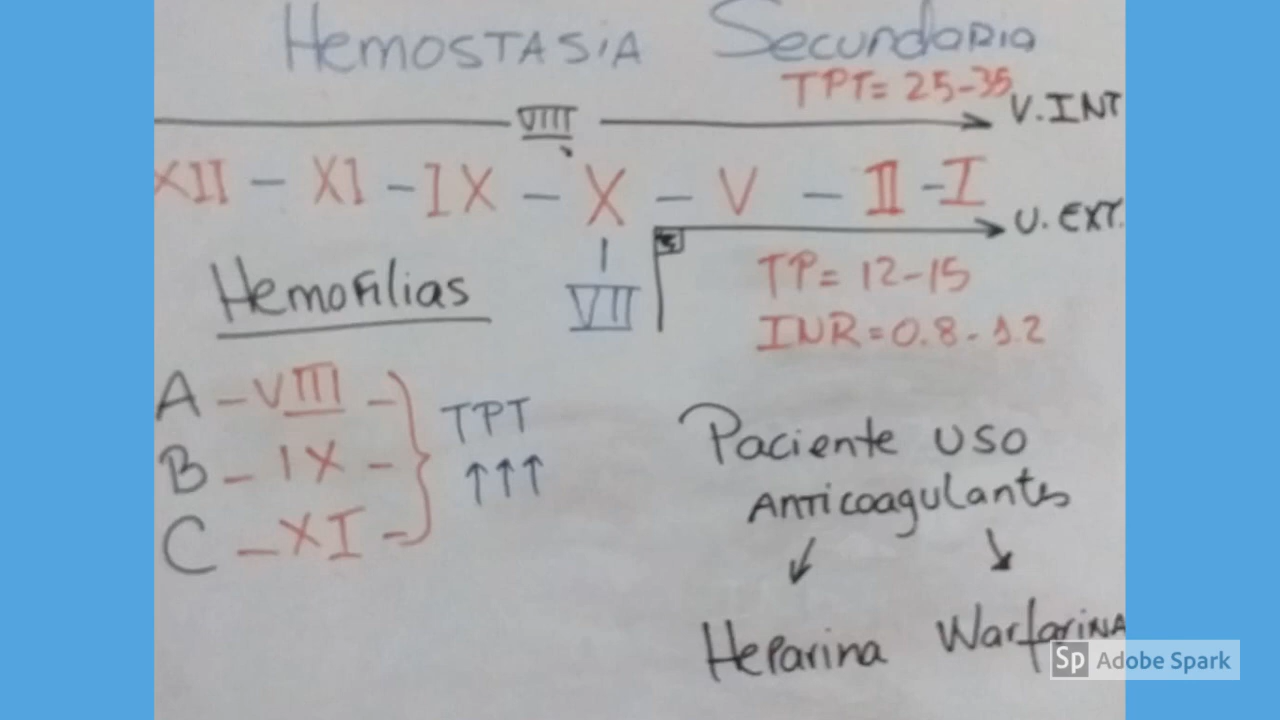 Hemostasia Secundaria
TPT= 25-35
VIII
V.INT
XII - XI - IX - X - V - II - I
V. EXT.
Hemofilias
VII
TP= 12-15
INR=0.8-1.2
A - VIII -
B - IX -
C - XI -
TPT
↑↑↑
Paciente uso
Anticoagulantes
↙ ↘
Heparina Warfarina
Sp Adobe Spark